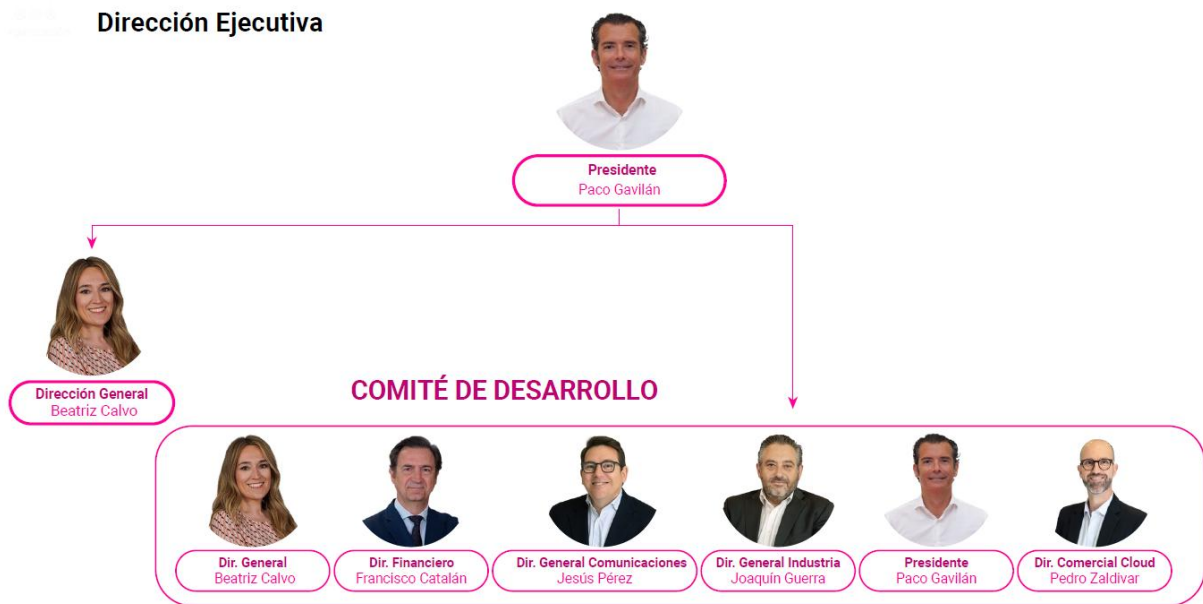 Dirección Ejecutiva
Presidente
Paco Gavilán
Dirección General
Beatriz Calvo
COMITÉ DE DESARROLLO
Dir. General
Beatriz Calvo
Dir. Financiero
Francisco Catalán
Dir. General Comunicaciones
Jesús Pérez
Dir. General Industria
Joaquín Guerra
Presidente
Paco Gavilán
Dir. Comercial Cloud
Pedro Zaldivar